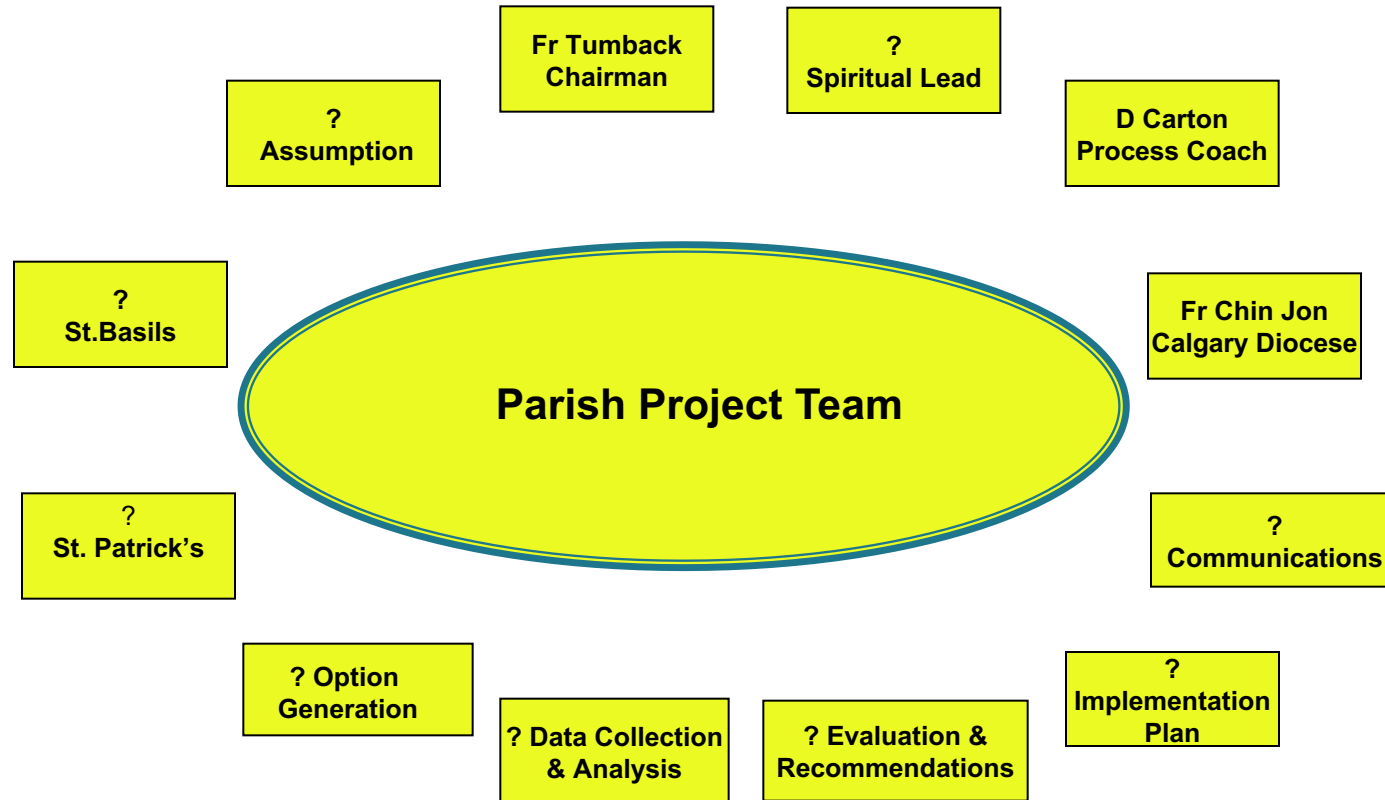 Fr Tumback
Chairman
?
Spiritual Lead
?
Assumption
D Carton
Process Coach
?
St.Basils
Fr Chin Jon
Calgary Diocese
Parish Project Team
?
St. Patrick’s
?
Communications
? Option
Generation
?
Implementation
Plan
? Data Collection
& Analysis
? Evaluation &
Recommendations